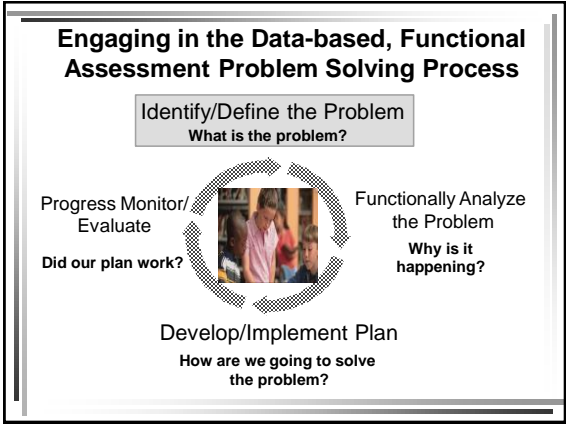 Engaging in the Data-based, Functional
Assessment Problem Solving Process
Identify/Define the Problem
What is the problem?
Functionally Analyze
the Problem
Why is it
happening?
Develop/Implement Plan
How are we going to solve
the problem?
Progress Monitor/
Evaluate
Did our plan work?